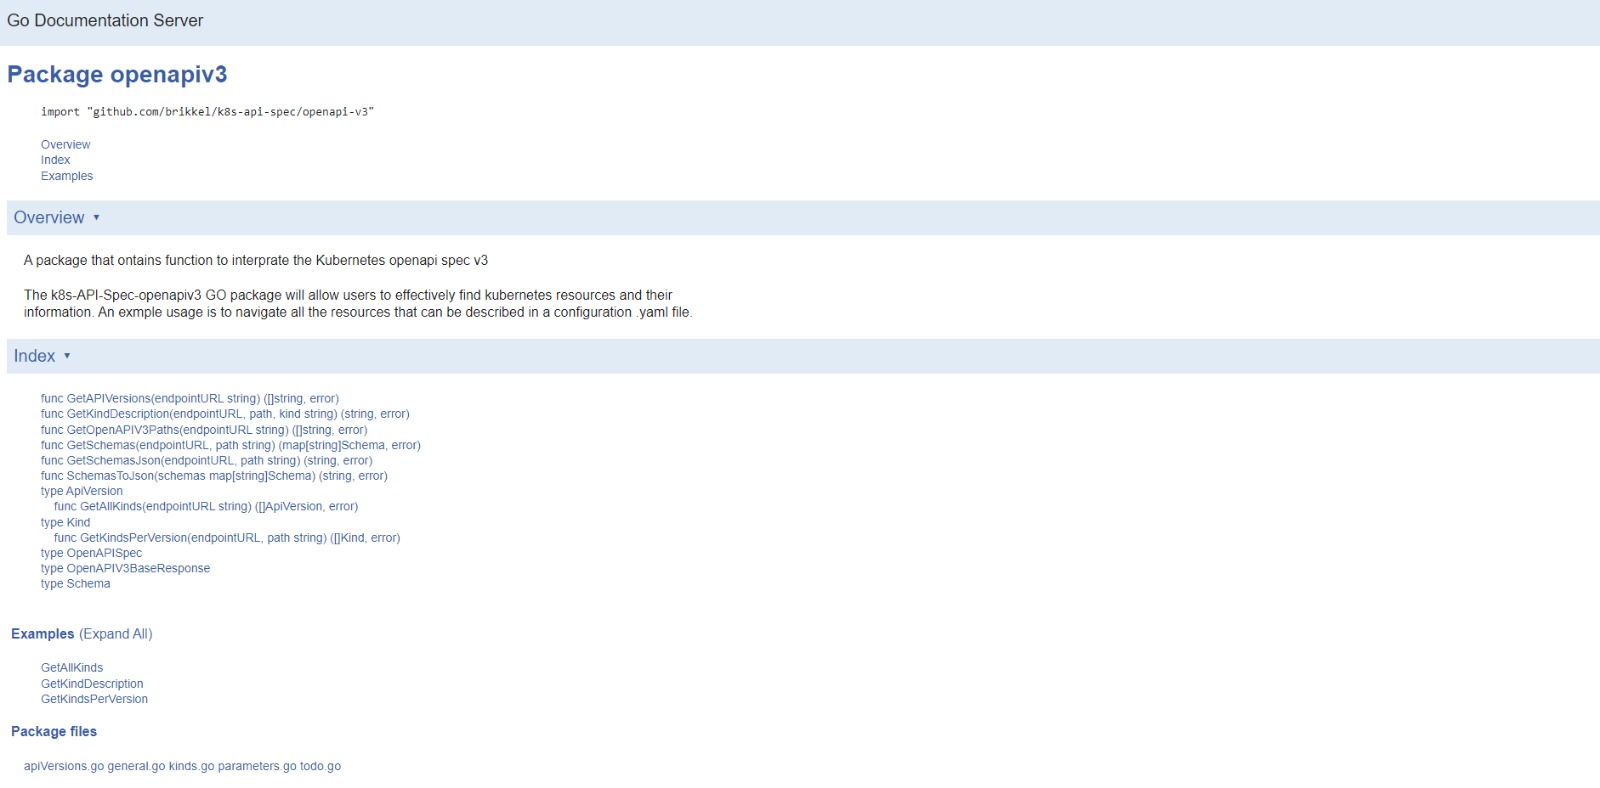 Go Documentation Server
Package openapiv3
import "github.com/brikkel/k8s-api-spec/openapi-v3"
Overview
Index
Examples
Overview ▾
A package that ontains function to interprate the Kubernetes openapi spec v3
The k8s-API-Spec-openapiv3 GO package will allow users to effectively find kubernetes resources and their
information. An exmple usage is to navigate all the resources that can be described in a configuration .yaml file.
Index ▾
func GetAPIVersions(endpointURL string) ([]string, error)
func GetKindDescription(endpointURL, path, kind string) (string, error)
func GetOpenAPIV3Paths(endpointURL string) ([]string, error)
func GetSchemas(endpointURL, path string) (map[string]Schema, error)
func GetSchemasJson(endpointURL, path string) (string, error)
func SchemasToJson(schemas map[string]Schema) (string, error)
type ApiVersion
func GetAllKinds(endpointURL string) ([]ApiVersion, error)
type Kind
func GetKindsPerVersion(endpointURL, path string) ([]Kind, error)
type OpenAPISpec
type OpenAPIV3BaseResponse
type Schema
Examples (Expand All)
GetAllKinds
GetKindDescription
GetKindsPerVersion
Package files
apiVersions.go general.go kinds.go parameters.go todo.go